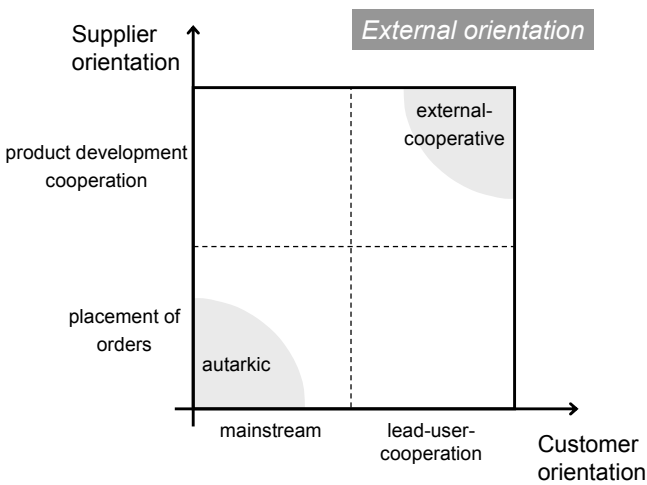 External orientation
Supplier
orientation
external-
cooperative
product development
cooperation
placement of
orders
autarkic
mainstream
lead-user-
cooperation
Customer
orientation